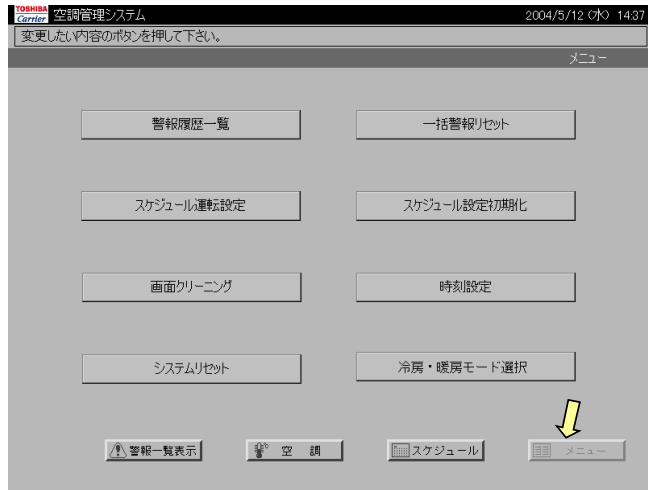 TOSHIBA
Carrier 空調管理システム 2004/5/12 (水) 14:37
変更したい内容のボタンを押して下さい。
メニュー
警報履歴一覧 一括警報リセット
スケジュール運転設定 スケジュール設定初期化
画面クリーニング 時刻設定
システムリセット 冷房・暖房モード選択
警報一覧表示 空 調 スケジュール メニュー